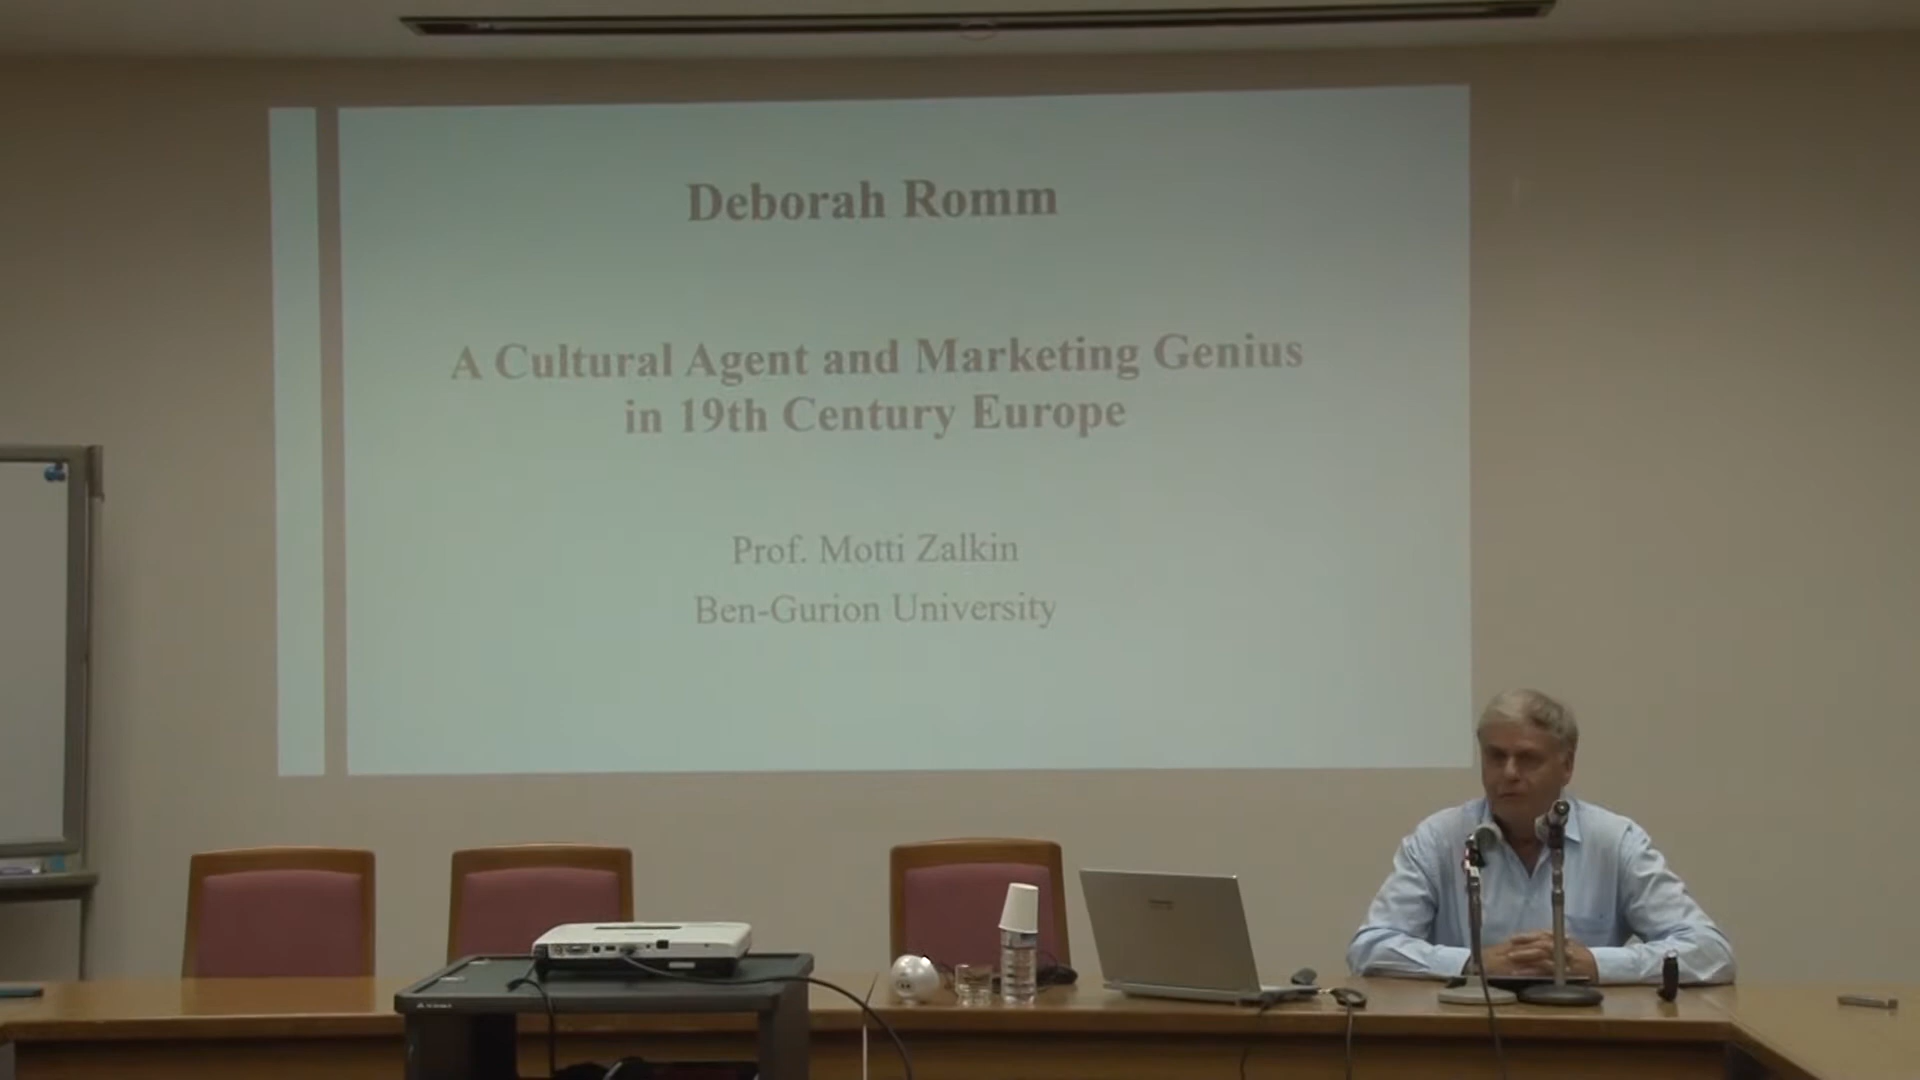 Deborah Romm
A Cultural Agent and Marketing Genius
in 19th Century Europe
Prof. Motti Zalkin
Ben-Gurion University